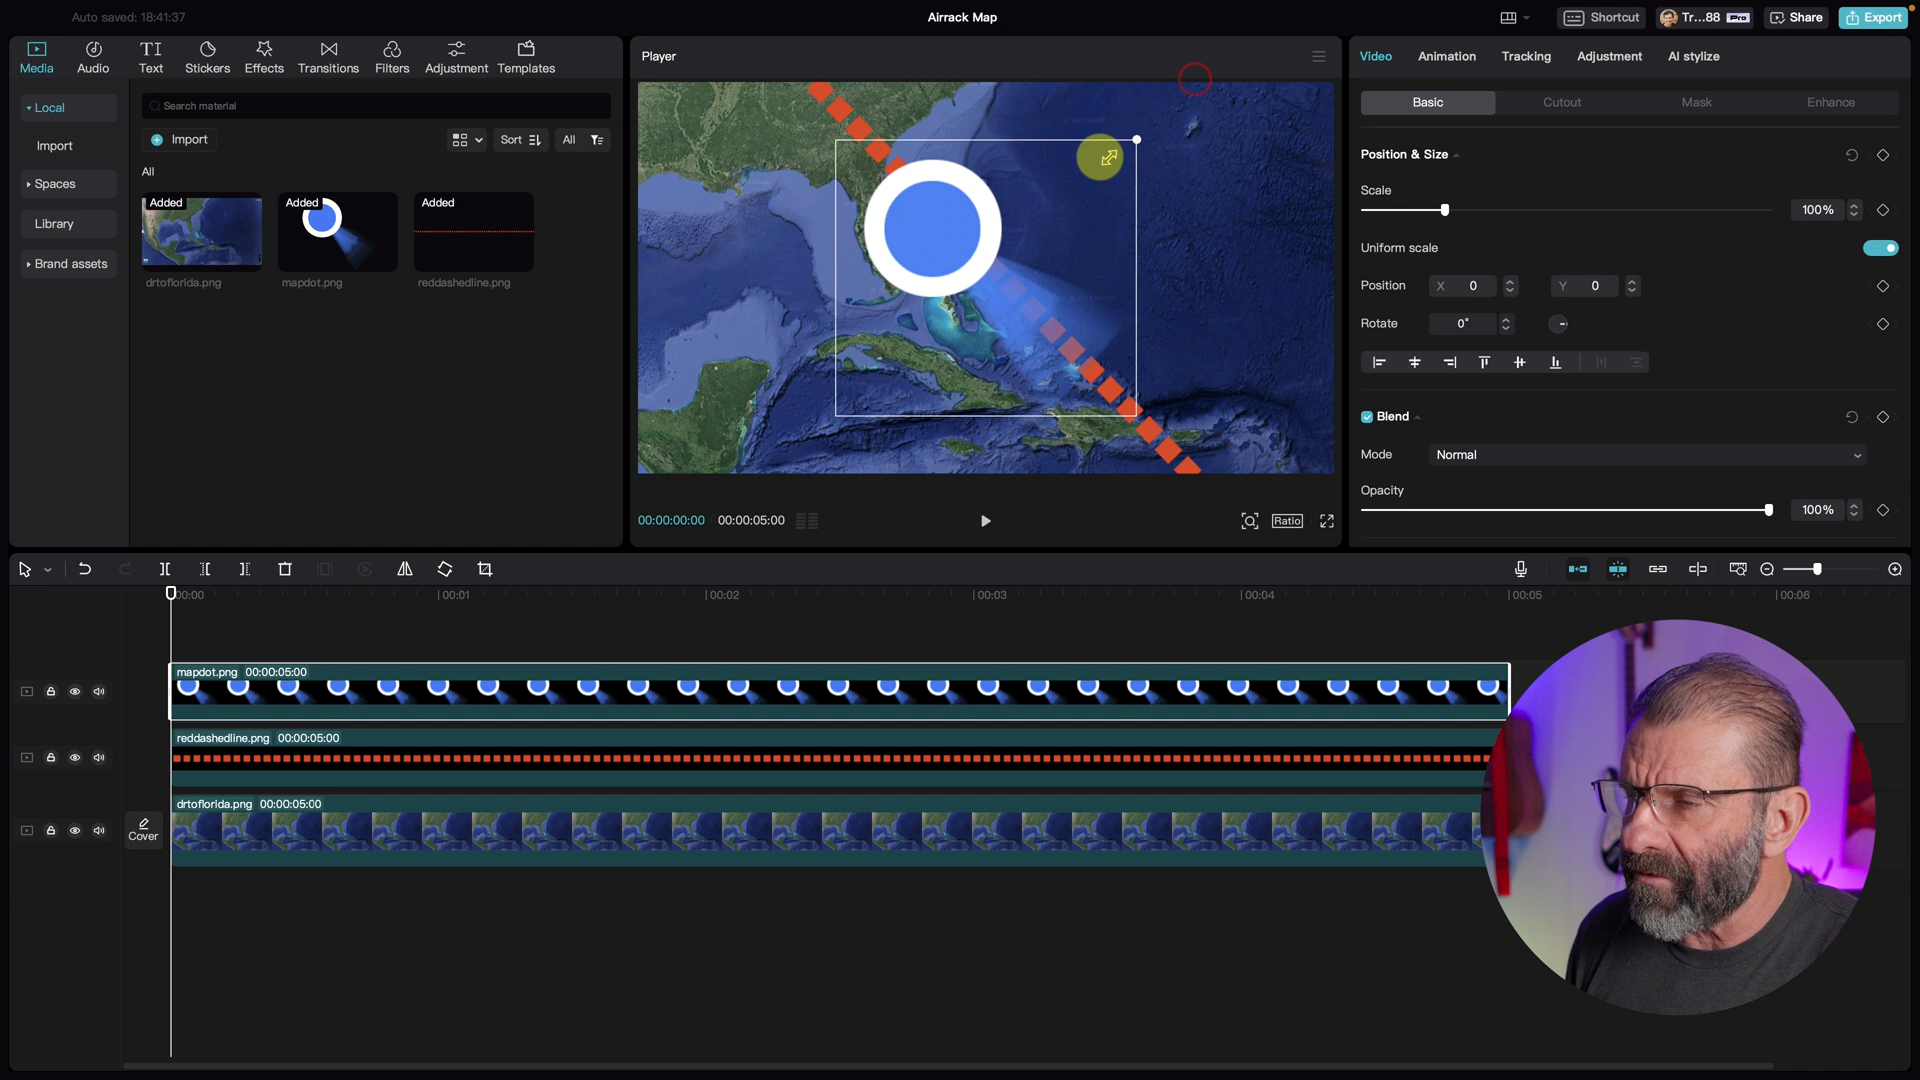 Auto saved: 18:41:37
Airrack Map
Shortcut
Tr...88
Pro
Share
Export
Media
Audio
TI
Text
Stickers
Effects
Transitions
Filters
Adjustment
Templates
Local
Import
Spaces
Library
Brand assets
Search material
Import
Sort
All
All
Added
Added
Added
drtoflorida.png
mapdot.png
reddashedline.png
Player
00:00:00:00
00:00:05:00
Ratio
Video
Animation
Tracking
Adjustment
AI stylize
Basic
Cutout
Mask
Enhance
Position & Size
Scale
100%
Uniform scale
Position
X 0
Y 0
Rotate
0°
Blend
Mode
Normal
Opacity
100%
00:00
00:01
00:02
00:03
00:04
00:05
00:06
mapdot.png 00:00:05:00
reddashedline.png 00:00:05:00
drtoflorida.png 00:00:05:00
Cover